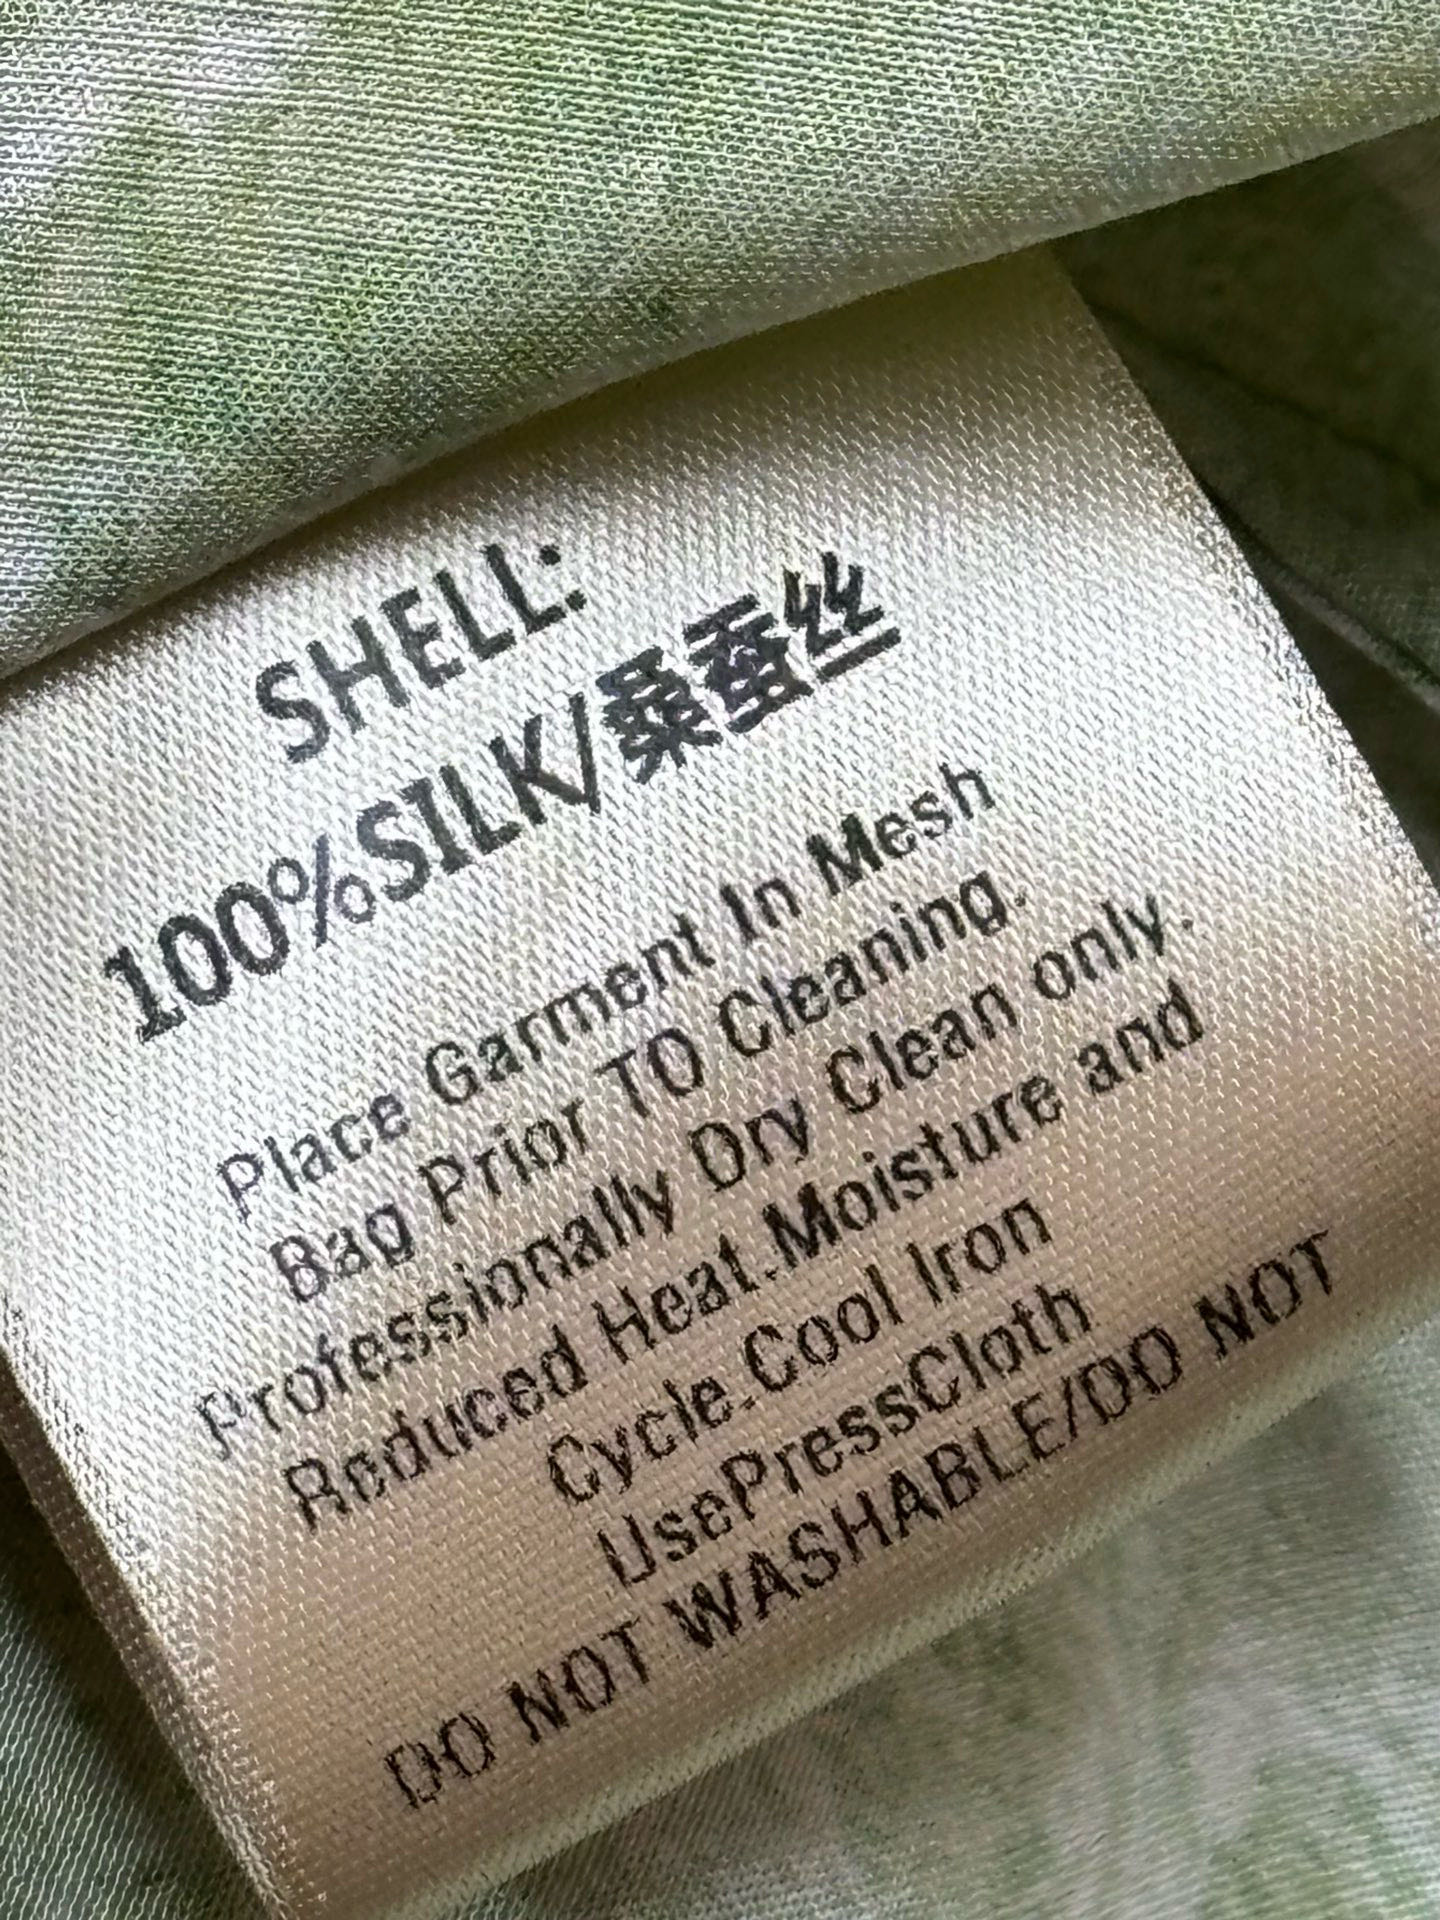 SHELL:
100%SILK/桑蚕丝
Place Garment In Mesh
Bag Prior TO Cleaning.
Professionally Dry Clean only.
Reduced Heat.Moisture and
Cycle.Cool Iron
UsePressCloth
DO NOT WASHABLE/DO NOT